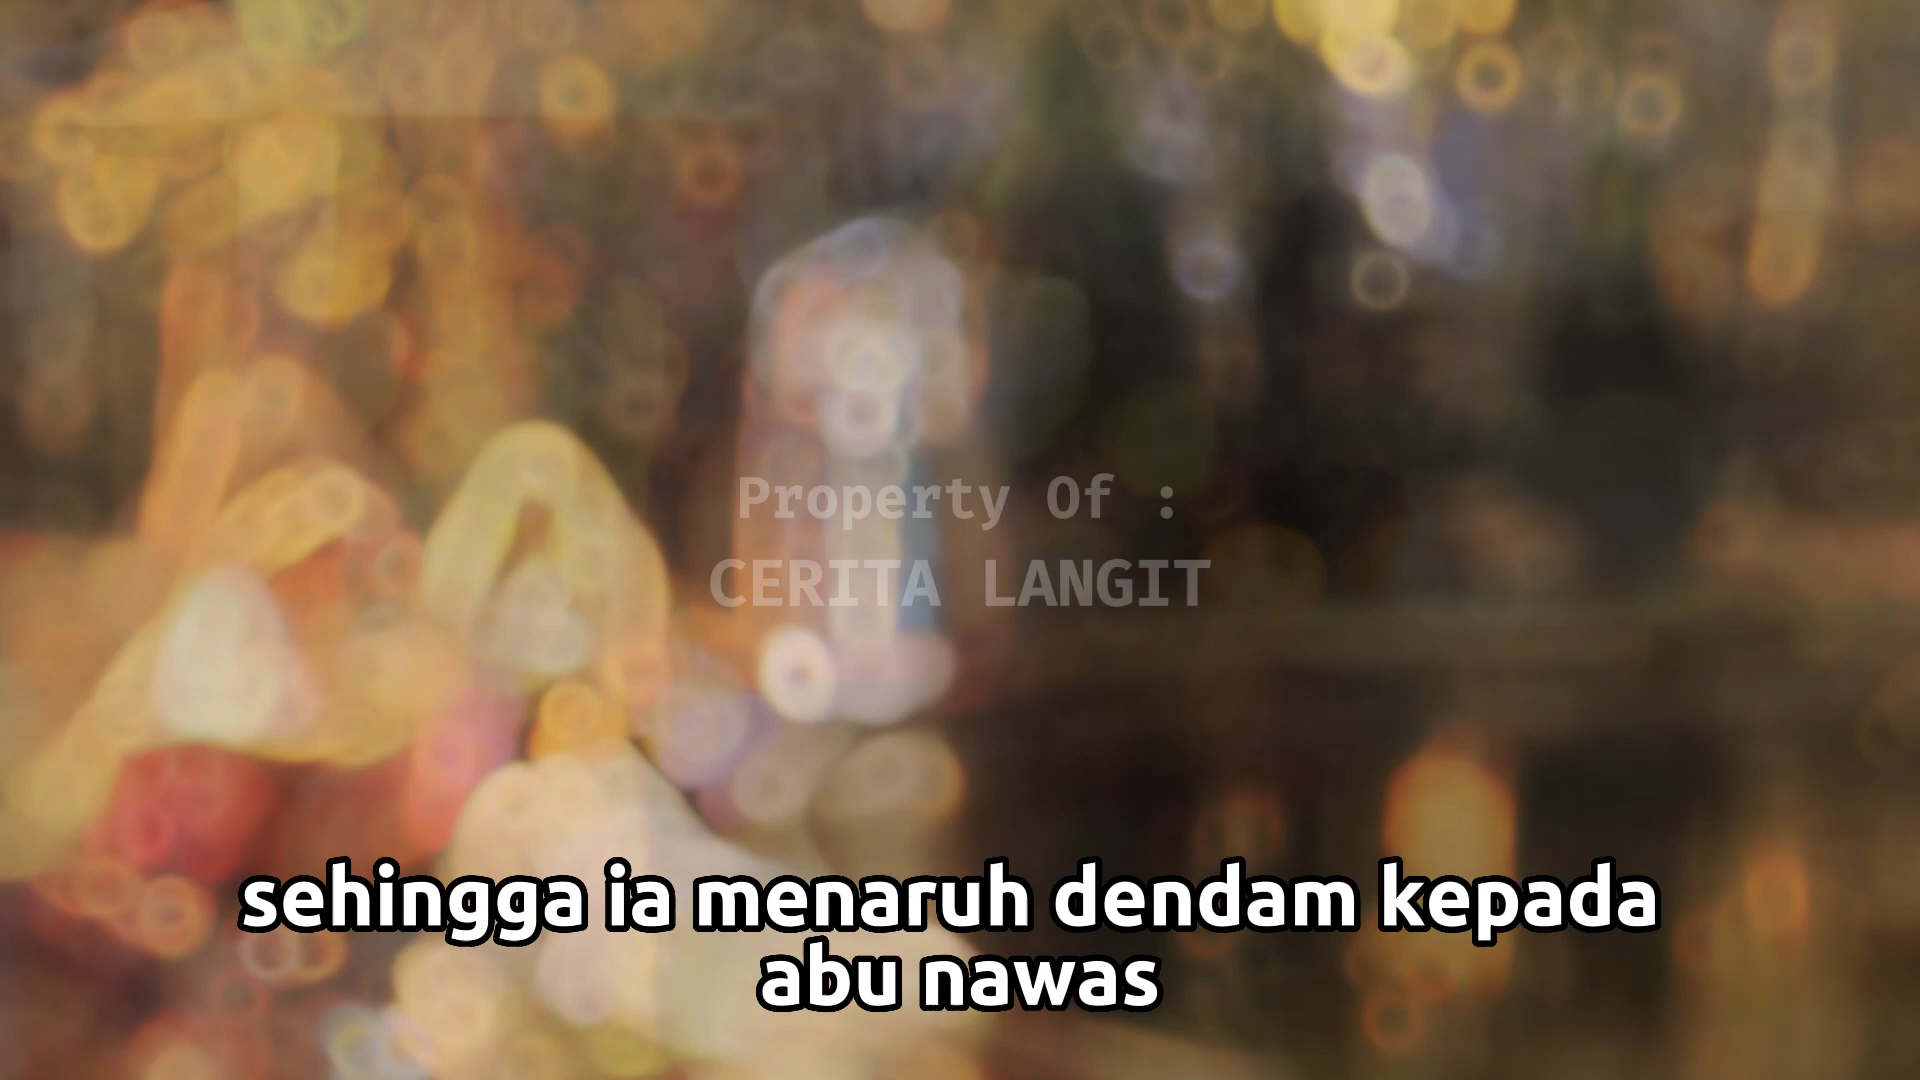 Property Of :
CERITA LANGIT
sehingga ia menaruh dendam kepada
abu nawas